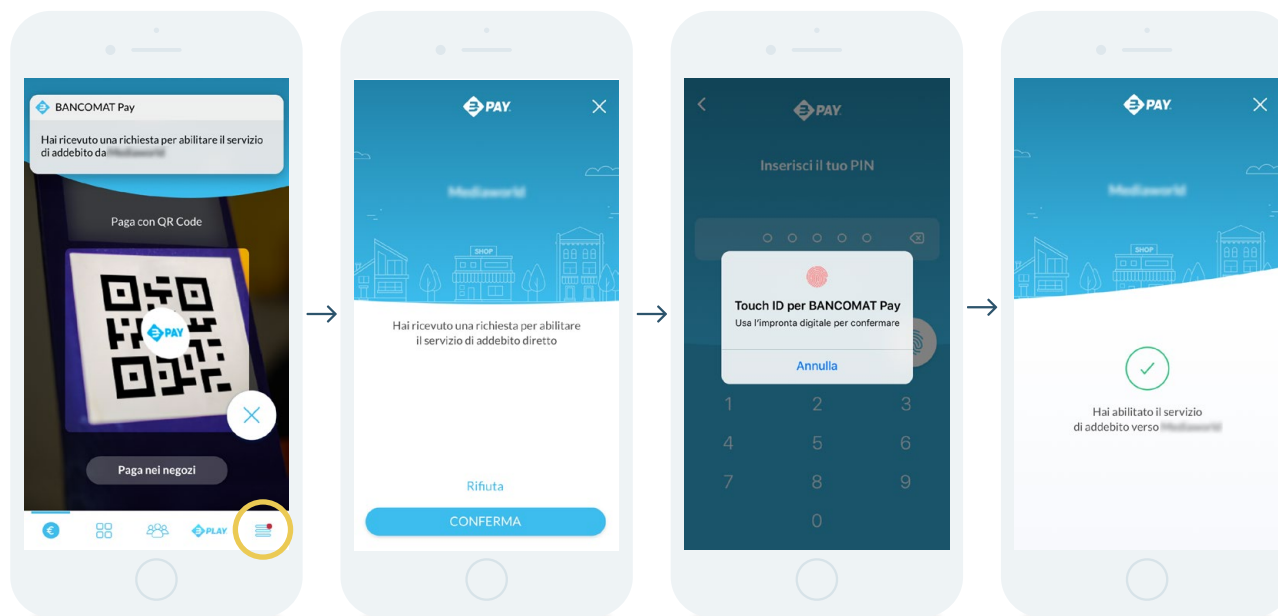 BANCOMAT Pay
Hai ricevuto una richiesta per abilitare il servizio
di addebito da
Paga con QR Code
PAY
Paga nei negozi
PLAY
PAY
Hai ricevuto una richiesta per abilitare
il servizio di addebito diretto
SHOP
Rifiuta
CONFERMA
PAY
Inserisci il tuo PIN
Touch ID per BANCOMAT Pay
Usa l'impronta digitale per confermare
Annulla
1 2 3
4 5 6
7 8 9
0
PAY
SHOP
Hai abilitato il servizio
di addebito verso